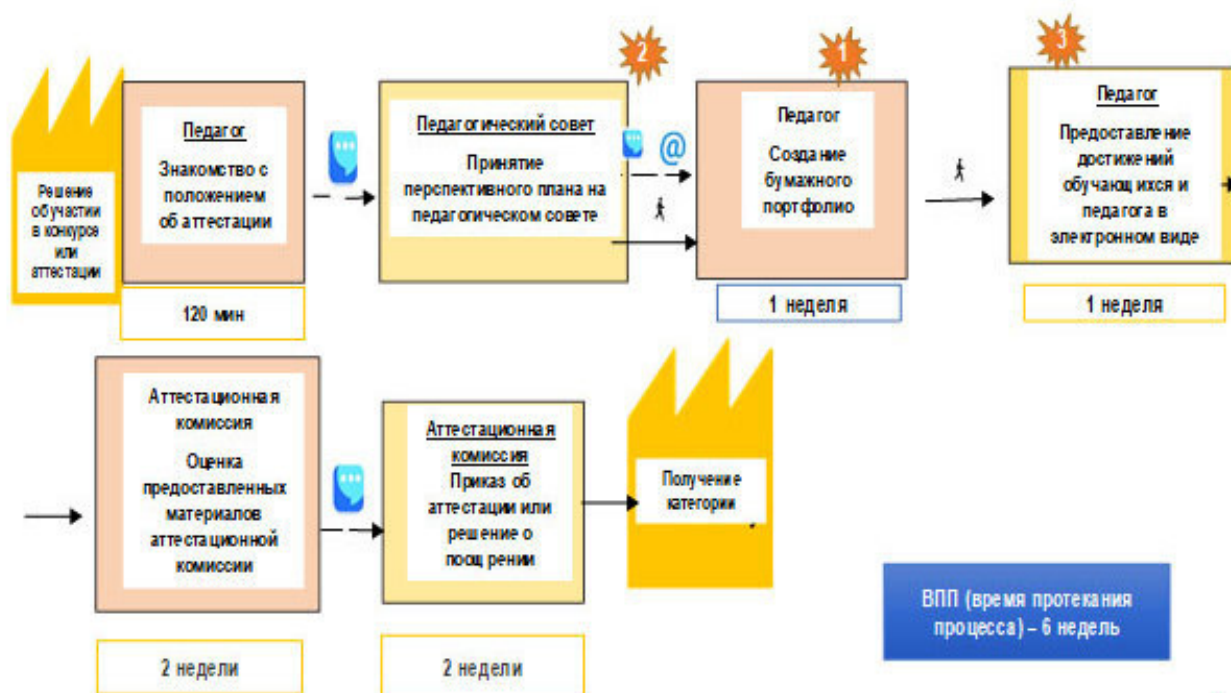 Решение
об участии
в конкурсе
или
аттестации
Педагог
Знакомство с
положением
об аттестации
120 мин
Педагогический совет
Принятие
перспективного плана на
педагогическом совете
2
@
1
Педагог
Создание
бумажного
портфолио
1 неделя
3
Педагог
Предоставление
достижений
обучающихся и
педагога в
электронном виде
1 неделя
Аттестационная
комиссия
Оценка
предоставленных
материалов
аттестационной
комиссии
2 недели
Аттестационная
комиссия
Приказ об
аттестации или
решение о
поощрении
2 недели
Получение
категории
ВПП (время протекания
процесса) – 6 недель